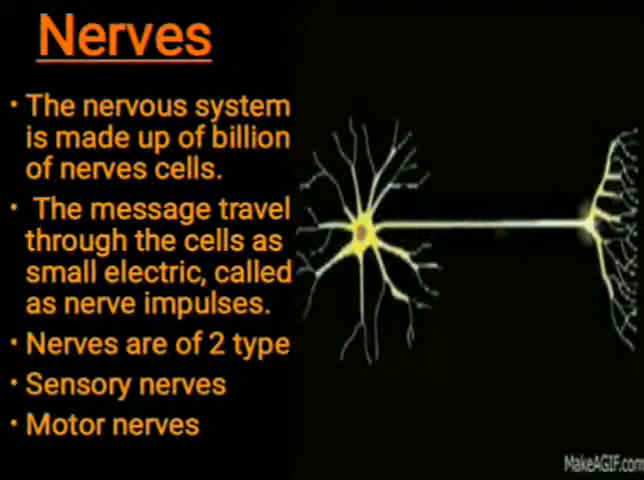 Nerves
• The nervous system
is made up of billion
of nerves cells.
• The message travel
through the cells as
small electric, called
as nerve impulses.
• Nerves are of 2 type
• Sensory nerves
• Motor nerves
MakeAGIF.com